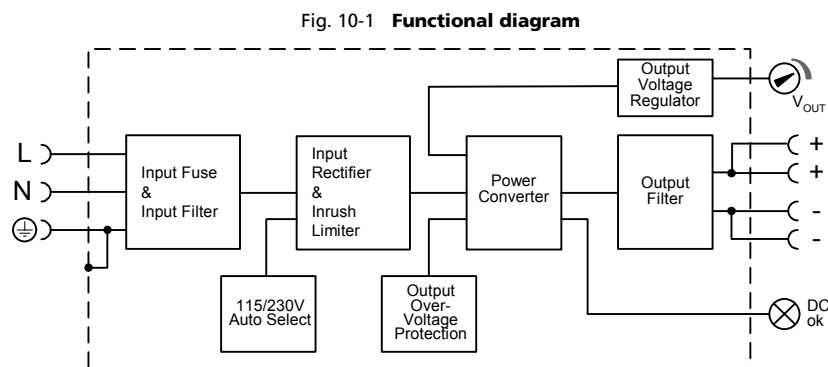 Fig. 10-1 Functional diagram
Output
Voltage
Regulator
V OUT
L
N
Input Fuse
&
Input Filter
Input
Rectifier
&
Inrush
Limiter
Power
Converter
Output
Filter
+
+
-
-
115/230V
Auto Select
Output
Over-
Voltage
Protection
DC
ok